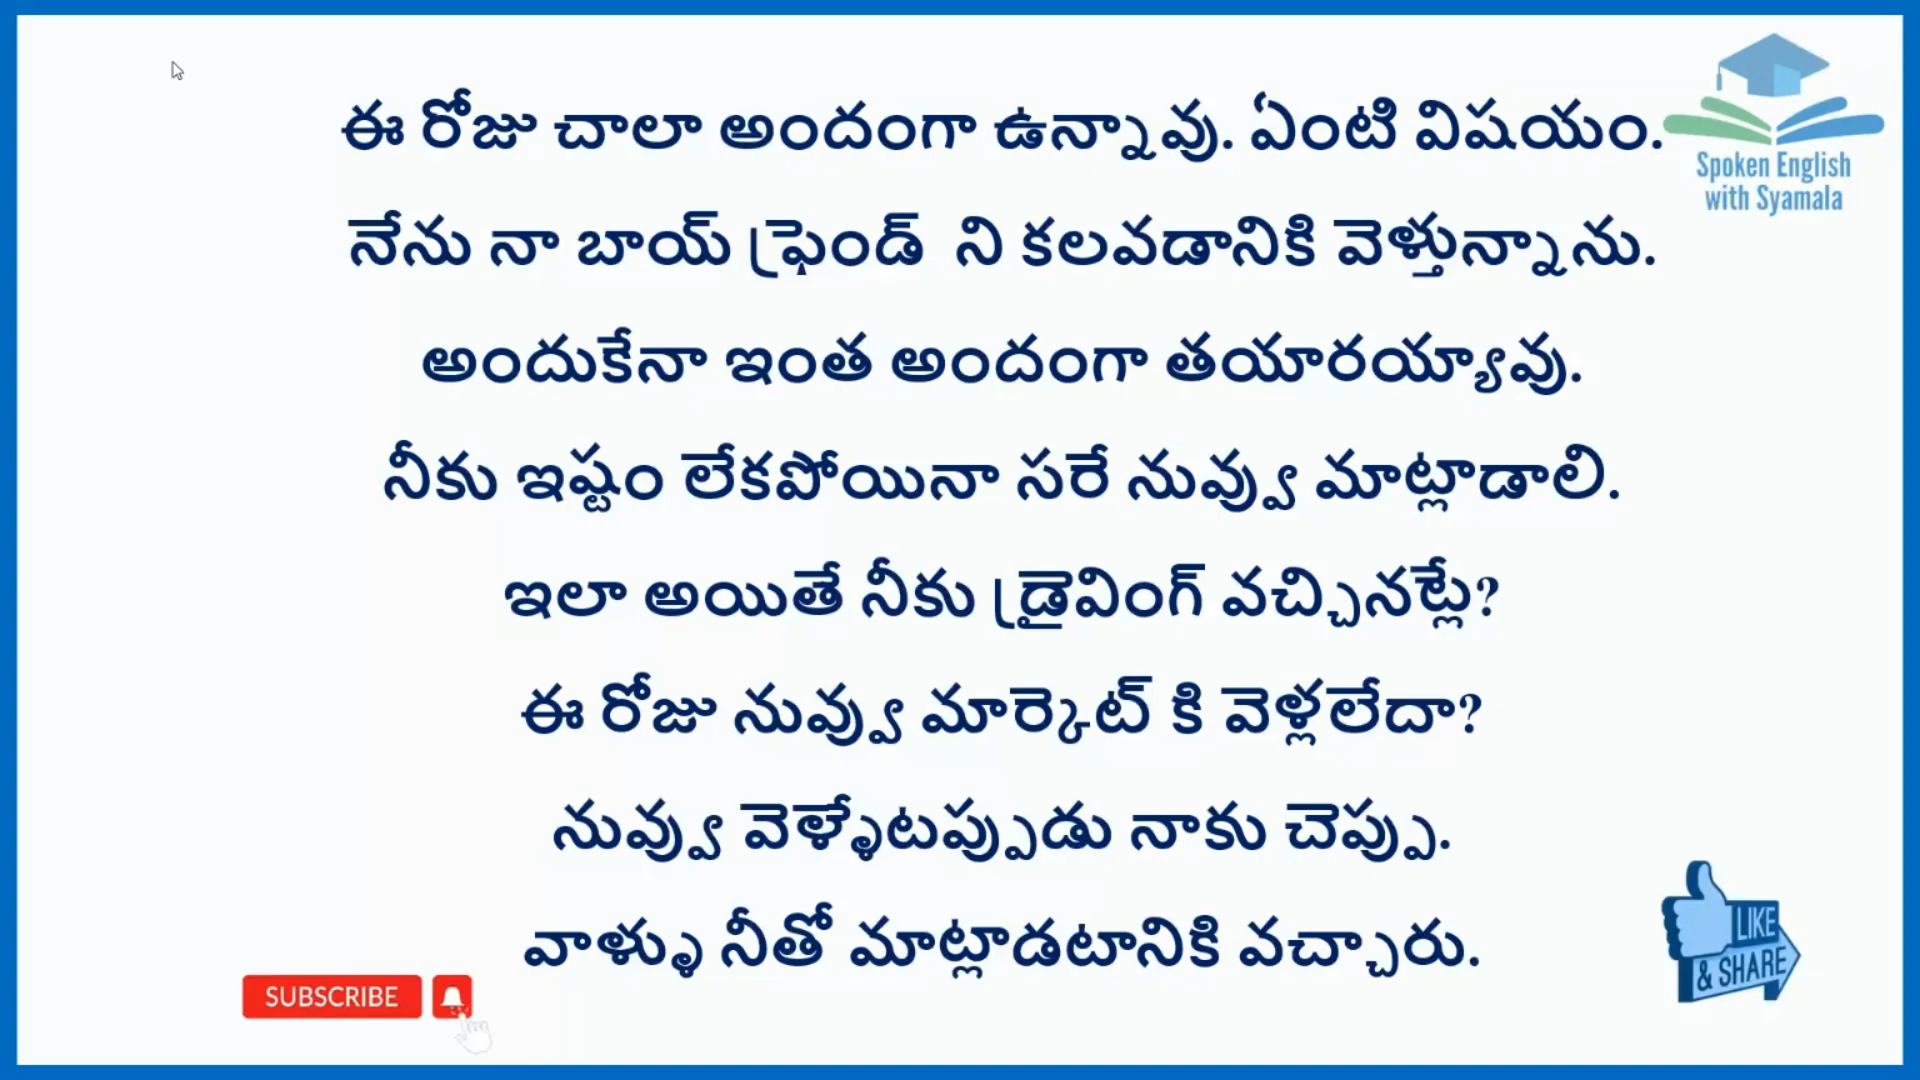 ఈ రోజు చాలా అందంగా ఉన్నావు. ఏంటి విషయం.
Spoken English
with Syamala
నేను నా బాయ్ ఫ్రెండ్ ని కలవడానికి వెళ్తున్నాను.
అందుకేనా ఇంత అందంగా తయారయ్యావు.
నీకు ఇష్టం లేకపోయినా సరే నువ్వు మాట్లాడాలి.
ఇలా అయితే నీకు డ్రైవింగ్ వచ్చినట్లే?
ఈ రోజు నువ్వు మార్కెట్ కి వెళ్లలేదా?
నువ్వు వెళ్ళేటప్పుడు నాకు చెప్పు.
వాళ్ళు నీతో మాట్లాడటానికి వచ్చారు.
LIKE
& SHARE
SUBSCRIBE